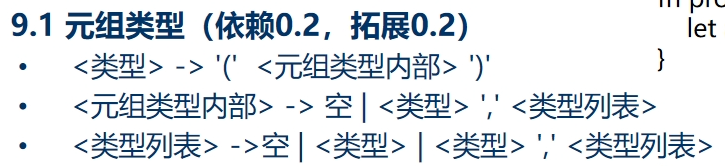 9.1 元组类型（依赖0.2，拓展0.2）
• <类型> -> '(' <元组类型内部> ')'
• <元组类型内部> -> 空 | <类型> ',' <类型列表>
• <类型列表> ->空 | <类型> | <类型> ',' <类型列表>
let
}